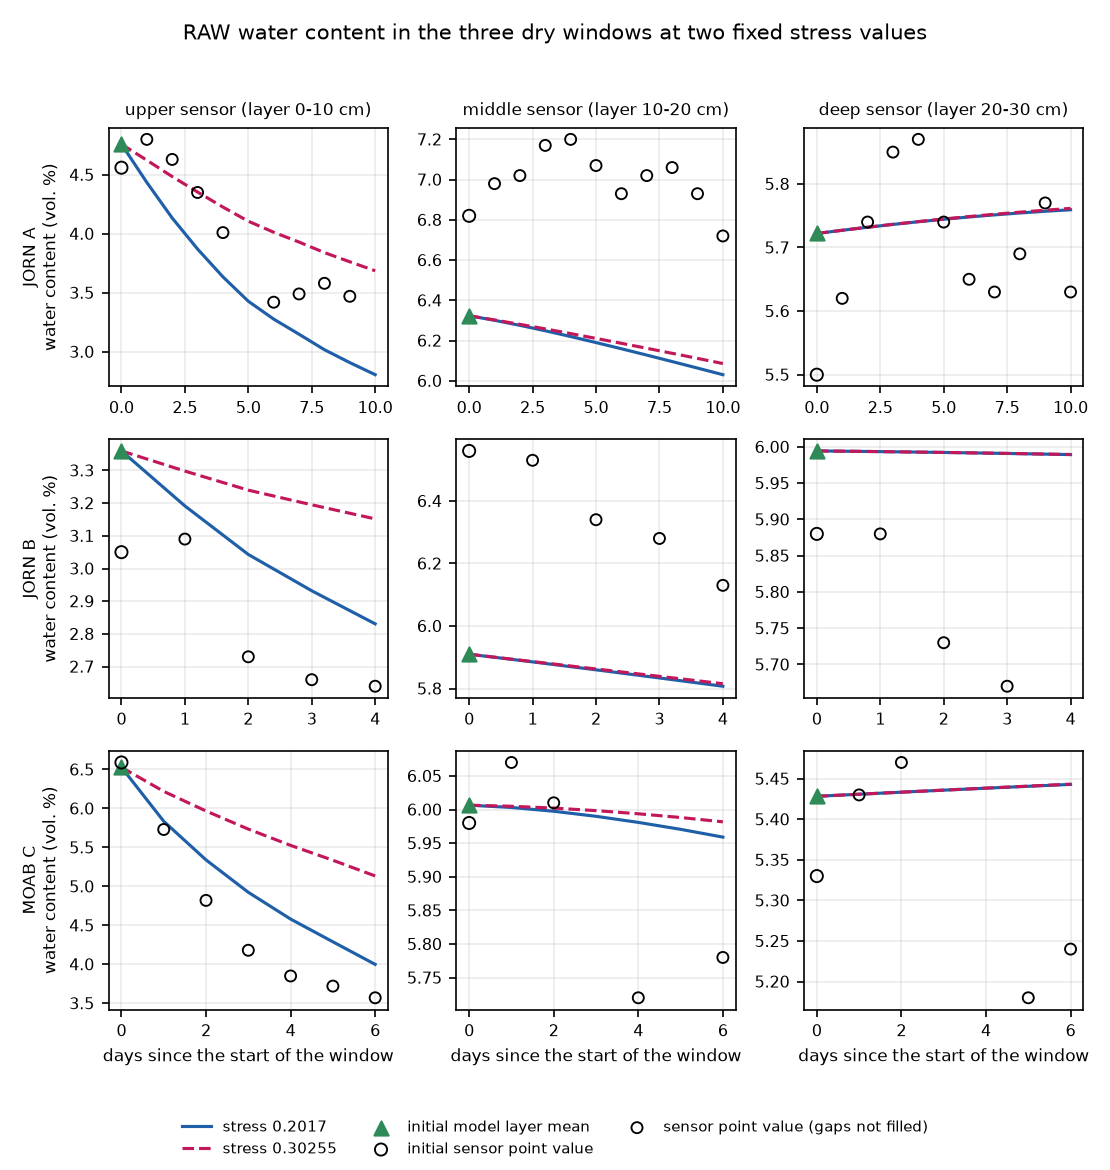 RAW water content in the three dry windows at two fixed stress values
upper sensor (layer 0-10 cm)
middle sensor (layer 10-20 cm)
deep sensor (layer 20-30 cm)
JORN A
water content (vol. %)
4.5
4.0
3.5
3.0
0.0 2.5 5.0 7.5 10.0
7.2
7.0
6.8
6.6
6.4
6.2
6.0
0.0 2.5 5.0 7.5 10.0
5.8
5.7
5.6
5.5
0.0 2.5 5.0 7.5 10.0
JORN B
water content (vol. %)
3.3
3.2
3.1
3.0
2.9
2.8
2.7
0 1 2 3 4
6.4
6.2
6.0
5.8
0 1 2 3 4
6.00
5.95
5.90
5.85
5.80
5.75
5.70
0 1 2 3 4
MOAB C
water content (vol. %)
6.5
6.0
5.5
5.0
4.5
4.0
3.5
0 2 4 6
days since the start of the window
6.05
6.00
5.95
5.90
5.85
5.80
5.75
0 2 4 6
days since the start of the window
5.45
5.40
5.35
5.30
5.25
5.20
0 2 4 6
days since the start of the window
stress 0.2017
stress 0.30255
initial model layer mean
initial sensor point value
sensor point value (gaps not filled)